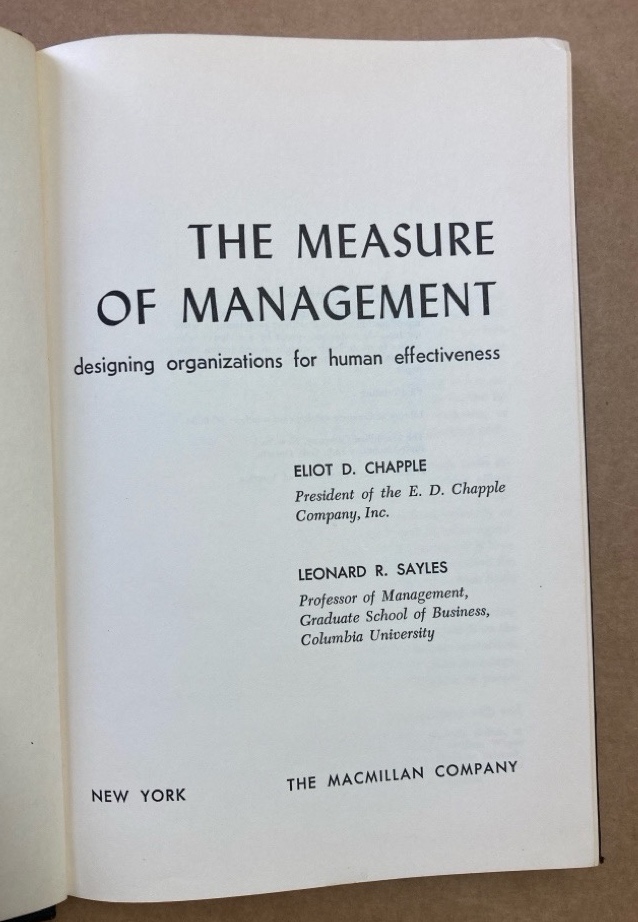 THE MEASURE
OF MANAGEMENT
designing organizations for human effectiveness
ELIOT D. CHAPPLE
President of the E. D. Chapple
Company, Inc.
LEONARD R. SAYLES
Professor of Management,
Graduate School of Business,
Columbia University
NEW YORK THE MACMILLAN COMPANY